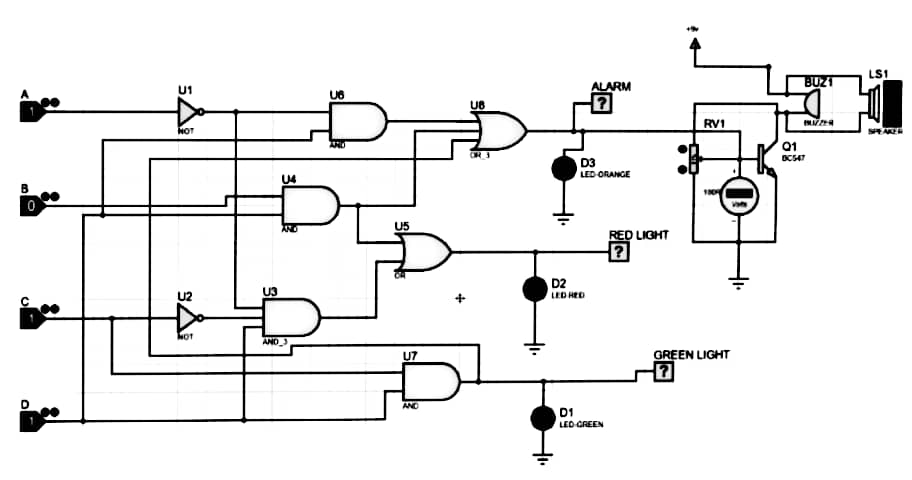 +9v
BUZ1
LS1
BUZZER
SPEAKER
A
1
U1
NOT
U6
AND
U8
OR_3
ALARM
?
D3
LED-ORANGE
RV1
Q1
BC547
Volts
B
0
U4
AND
U5
OR
RED LIGHT
?
D2
LED-RED
C
1
U2
NOT
U3
AND_3
U7
AND
GREEN LIGHT
?
D
1
D1
LED-GREEN